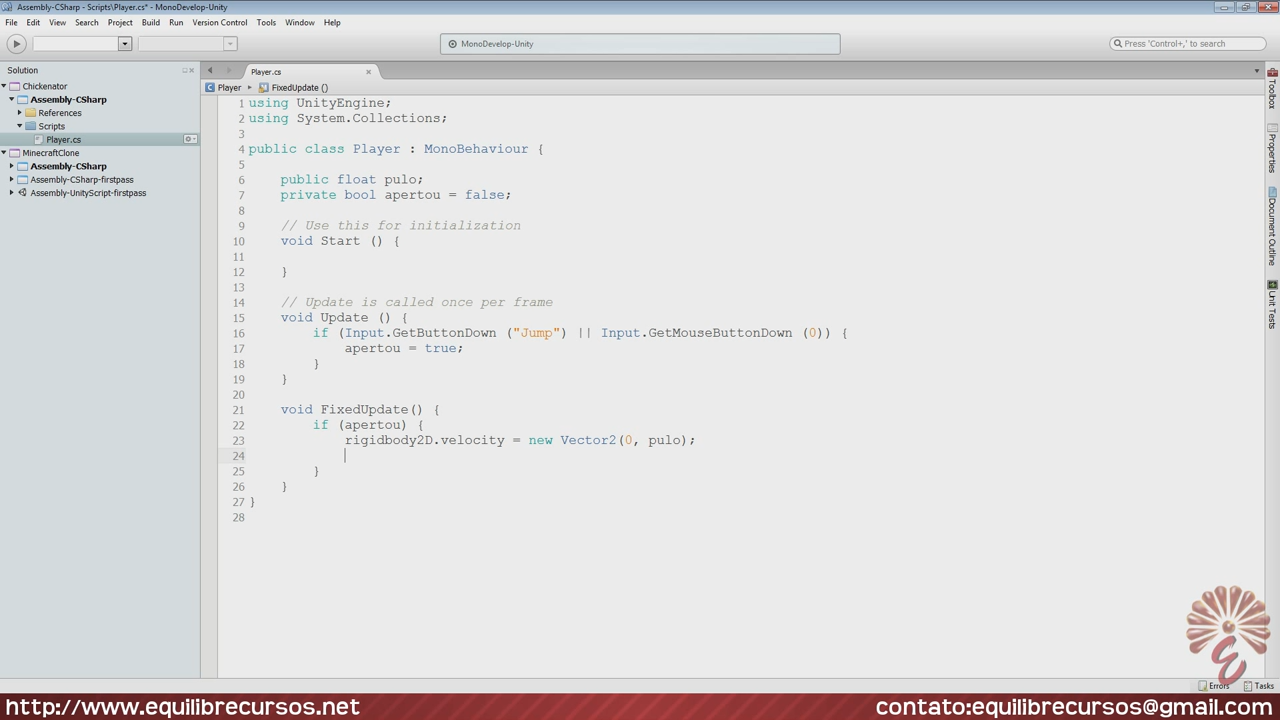 Assembly-CSharp - Scripts\Player.cs* - MonoDevelop-Unity
File Edit View Search Project Build Run Version Control Tools Window Help
MonoDevelop-Unity
Press 'Control+,' to search
Solution
Chickenator
Assembly-CSharp
References
Scripts
Player.cs
MinecraftClone
Assembly-CSharp
Assembly-CSharp-firstpass
Assembly-UnityScript-firstpass
Player.cs
Player FixedUpdate ()
1 using UnityEngine;
2 using System.Collections;
3
4 public class Player : MonoBehaviour {
5
6 public float pulo;
7 private bool apertou = false;
8
9 // Use this for initialization
10 void Start () {
11
12 }
13
14 // Update is called once per frame
15 void Update () {
16 if (Input.GetButtonDown ("Jump") || Input.GetMouseButtonDown (0)) {
17 apertou = true;
18 }
19 }
20
21 void FixedUpdate() {
22 if (apertou) {
23 rigidbody2D.velocity = new Vector2(0, pulo);
24
25 }
26 }
27 }
28
Toolbox
Properties
Document Outline
Unit Tests
Errors Tasks
http://www.equilibrecursos.net
contato:equilibrecursos@gmail.com